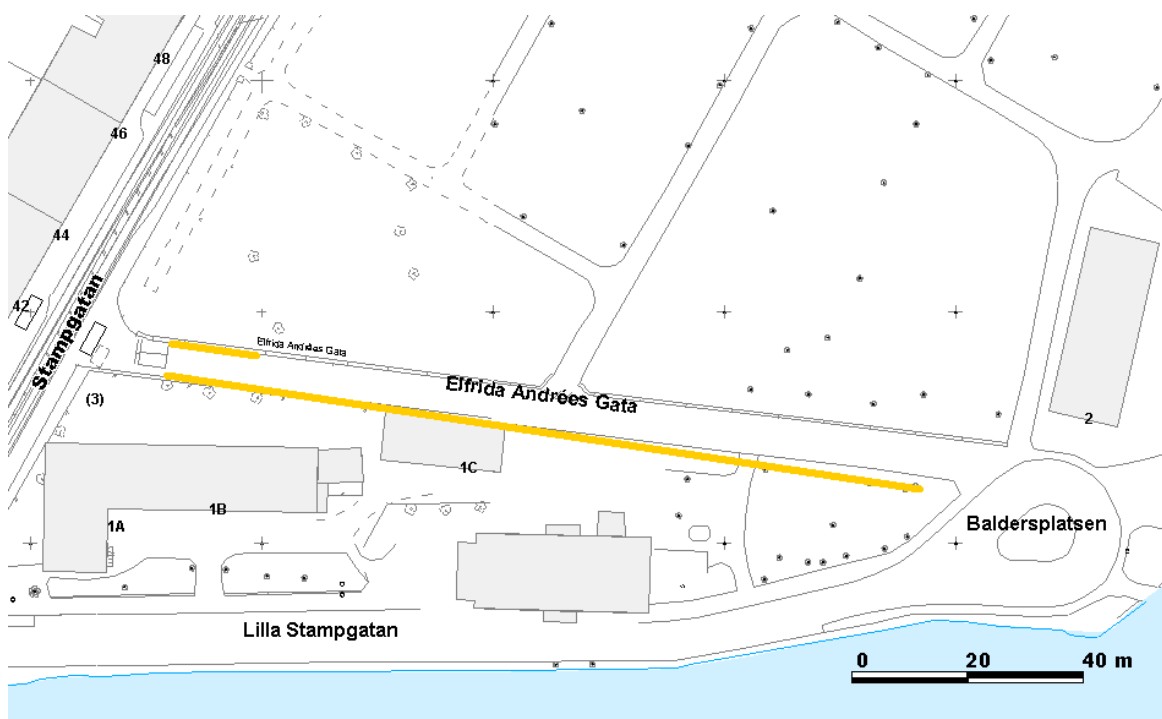 48
46
44
42
Stampgatan
Elfrida Andrées Gata
Elfrida Andrées Gata
(3)
2
1C
1B
1A
Baldersplatsen
Lilla Stampgatan
0 20 40 m